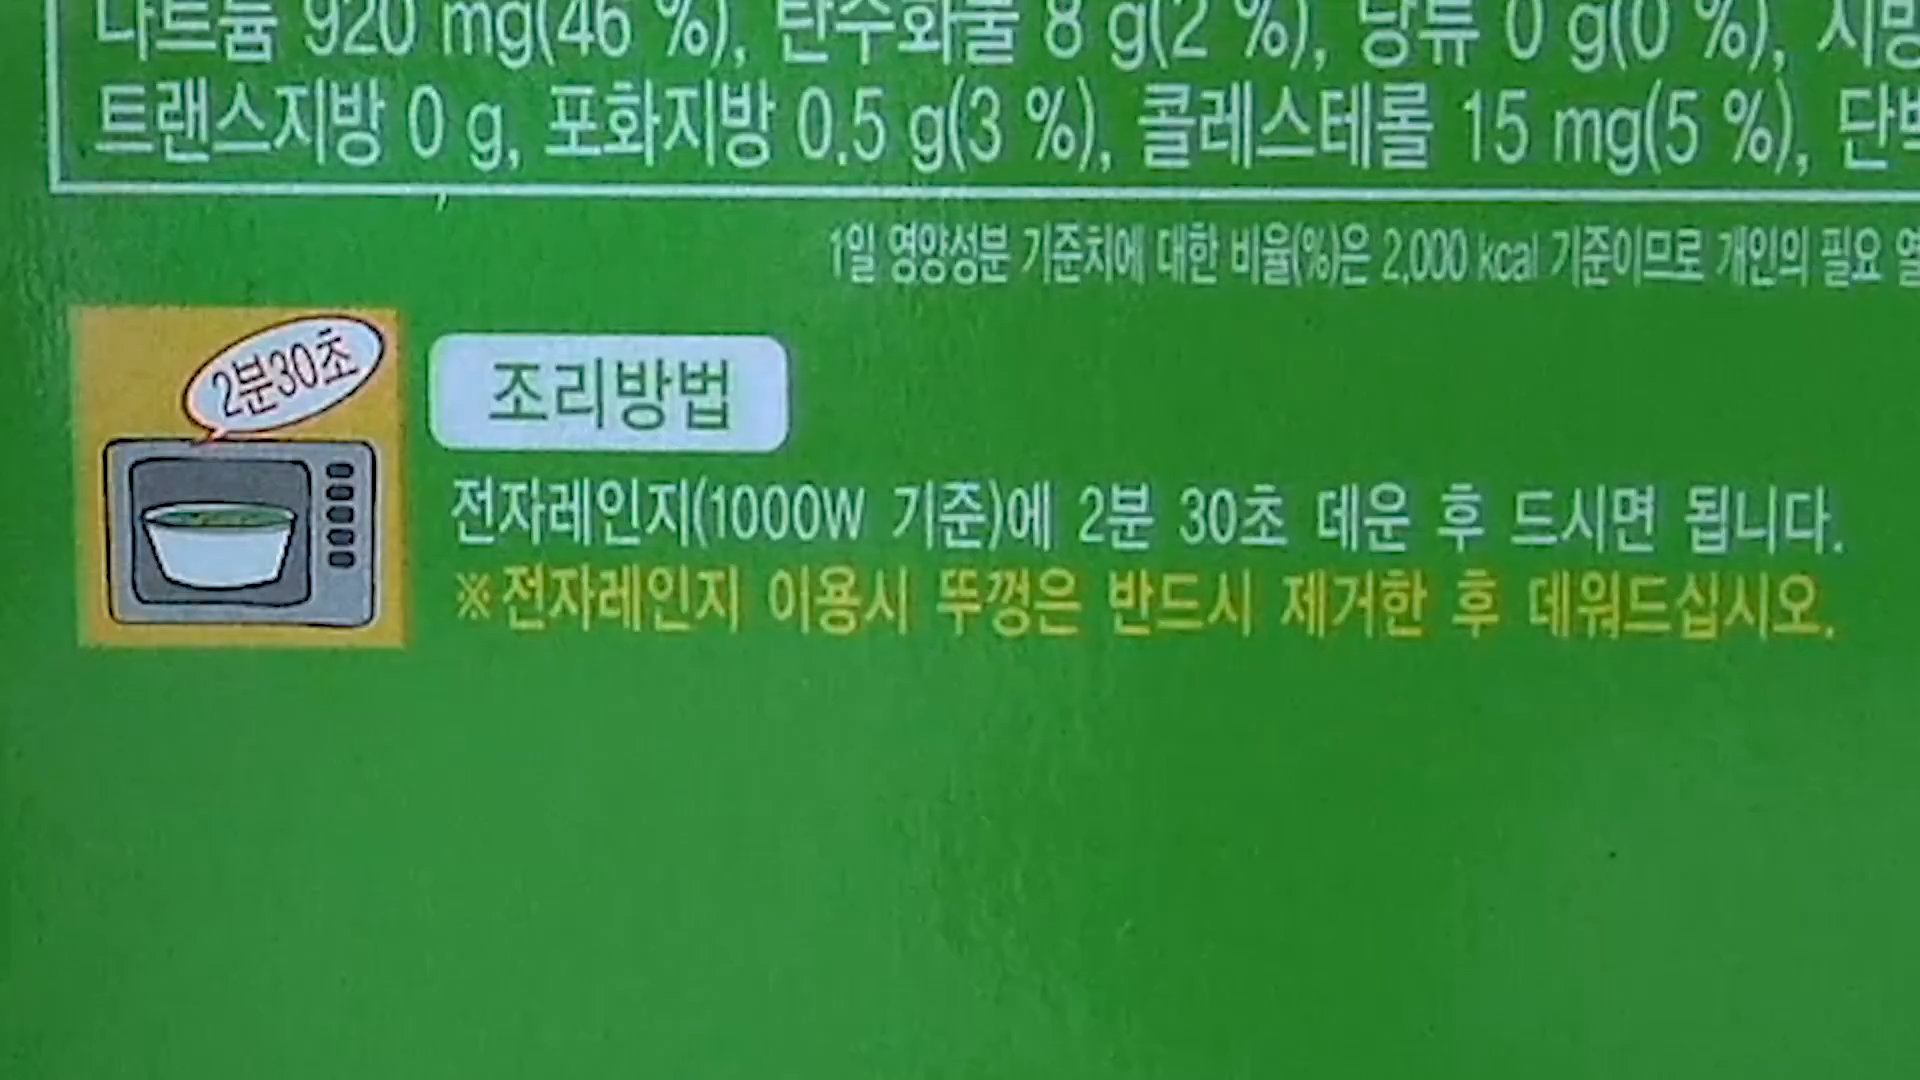 나트륨 920 mg(46 %), 탄수화물 8 g(2 %), 당류 0 g(0 %),
트랜스지방 0 g, 포화지방 0.5 g(3 %), 콜레스테롤 15 mg(5 %),
1일 영양성분 기준치에 대한 비율(%)은 2,000 kcal 기준이므로 개인의 필요
2분30초
조리방법
전자레인지(1000W 기준)에 2분 30초 데운 후 드시면 됩니다.
※전자레인지 이용시 뚜껑은 반드시 제거한 후 데워드십시오.